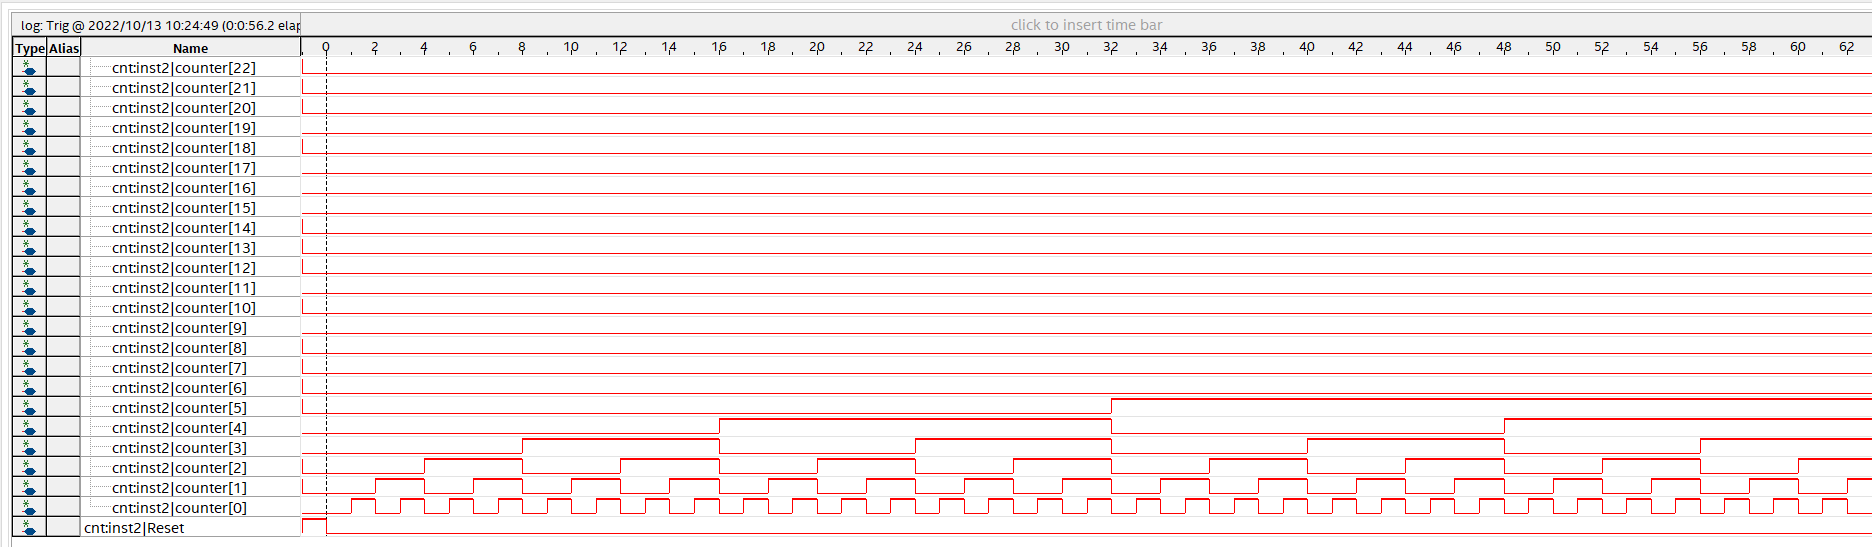 log: Trig @ 2022/10/13 10:24:49 (0:0:56.2 elap
click to insert time bar
Type Alias Name 0 2 4 6 8 10 12 14 16 18 20 22 24 26 28 30 32 34 36 38 40 42 44 46 48 50 52 54 56 58 60 62
cnt:inst2|counter[22]
cnt:inst2|counter[21]
cnt:inst2|counter[20]
cnt:inst2|counter[19]
cnt:inst2|counter[18]
cnt:inst2|counter[17]
cnt:inst2|counter[16]
cnt:inst2|counter[15]
cnt:inst2|counter[14]
cnt:inst2|counter[13]
cnt:inst2|counter[12]
cnt:inst2|counter[11]
cnt:inst2|counter[10]
cnt:inst2|counter[9]
cnt:inst2|counter[8]
cnt:inst2|counter[7]
cnt:inst2|counter[6]
cnt:inst2|counter[5]
cnt:inst2|counter[4]
cnt:inst2|counter[3]
cnt:inst2|counter[2]
cnt:inst2|counter[1]
cnt:inst2|counter[0]
cnt:inst2|Reset